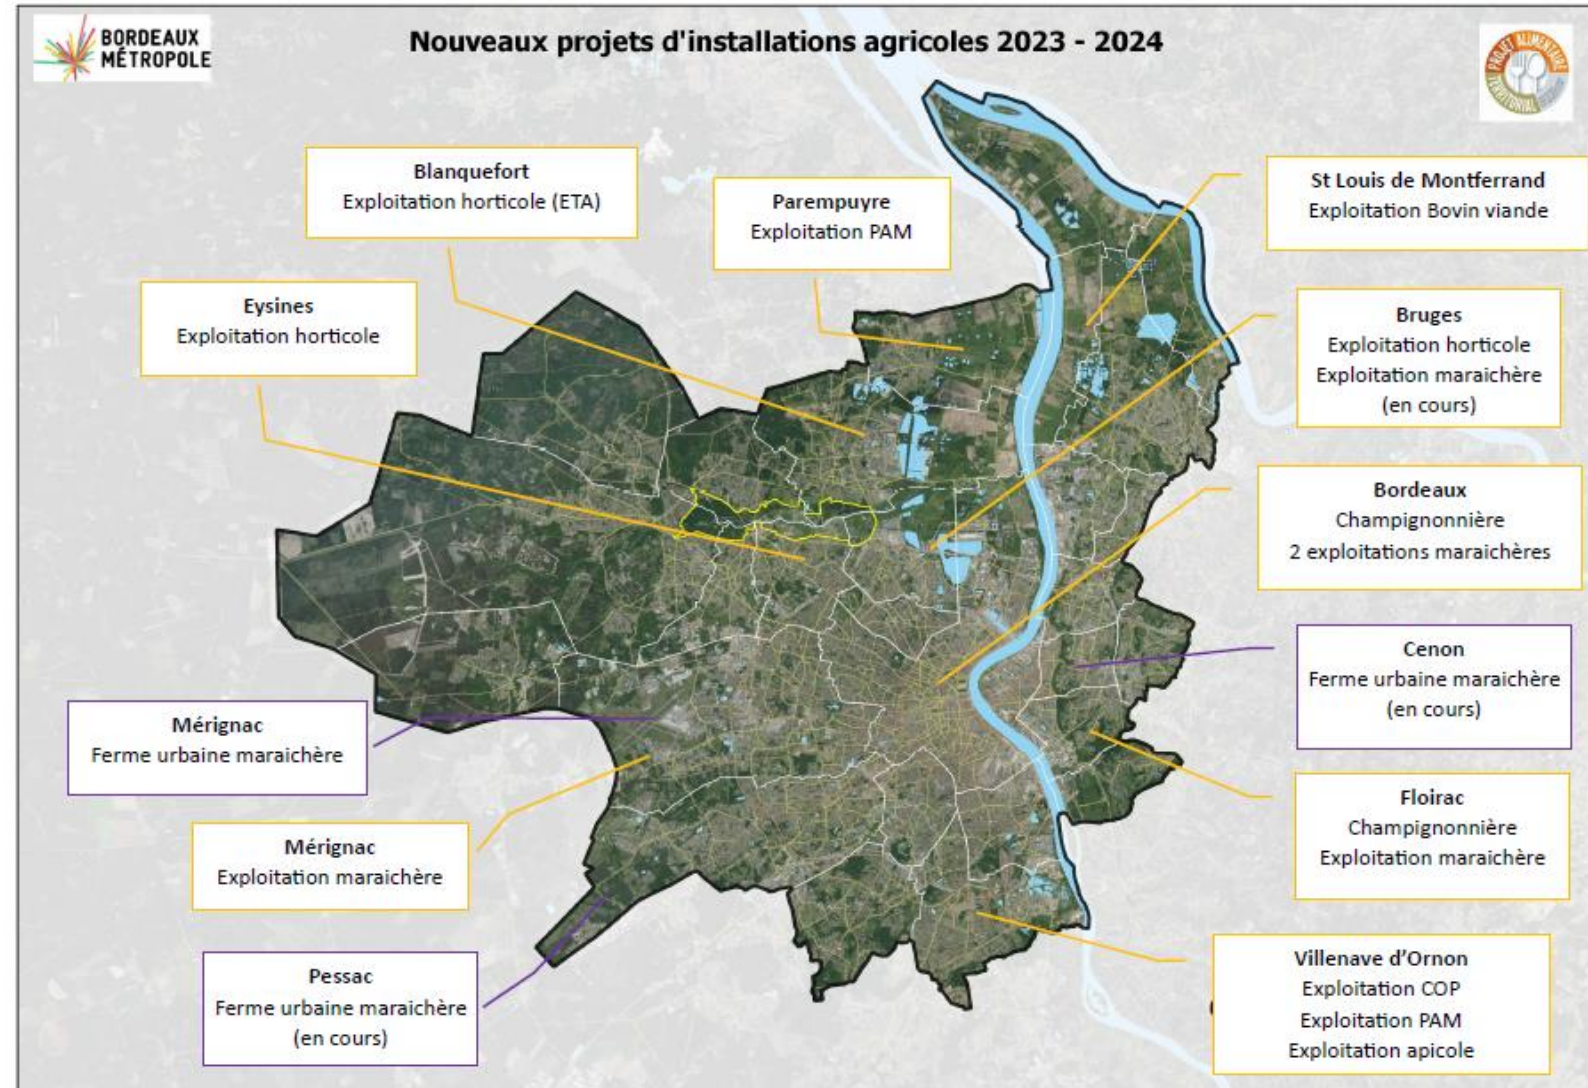 BORDEAUX
MÉTROPOLE
Nouveaux projets d'installations agricoles 2023 - 2024
PROJET ALIMENTAIRE
TERRITORIAL
Blanquefort
Exploitation horticole (ETA)
Parempuyre
Exploitation PAM
St Louis de Montferrand
Exploitation Bovin viande
Eysines
Exploitation horticole
Bruges
Exploitation horticole
Exploitation maraichère
(en cours)
Bordeaux
Champignonnière
2 exploitations maraichères
Cenon
Ferme urbaine maraichère
(en cours)
Mérignac
Ferme urbaine maraichère
Floirac
Champignonnière
Exploitation maraichère
Mérignac
Exploitation maraichère
Pessac
Ferme urbaine maraichère
(en cours)
Villenave d’Ornon
Exploitation COP
Exploitation PAM
Exploitation apicole